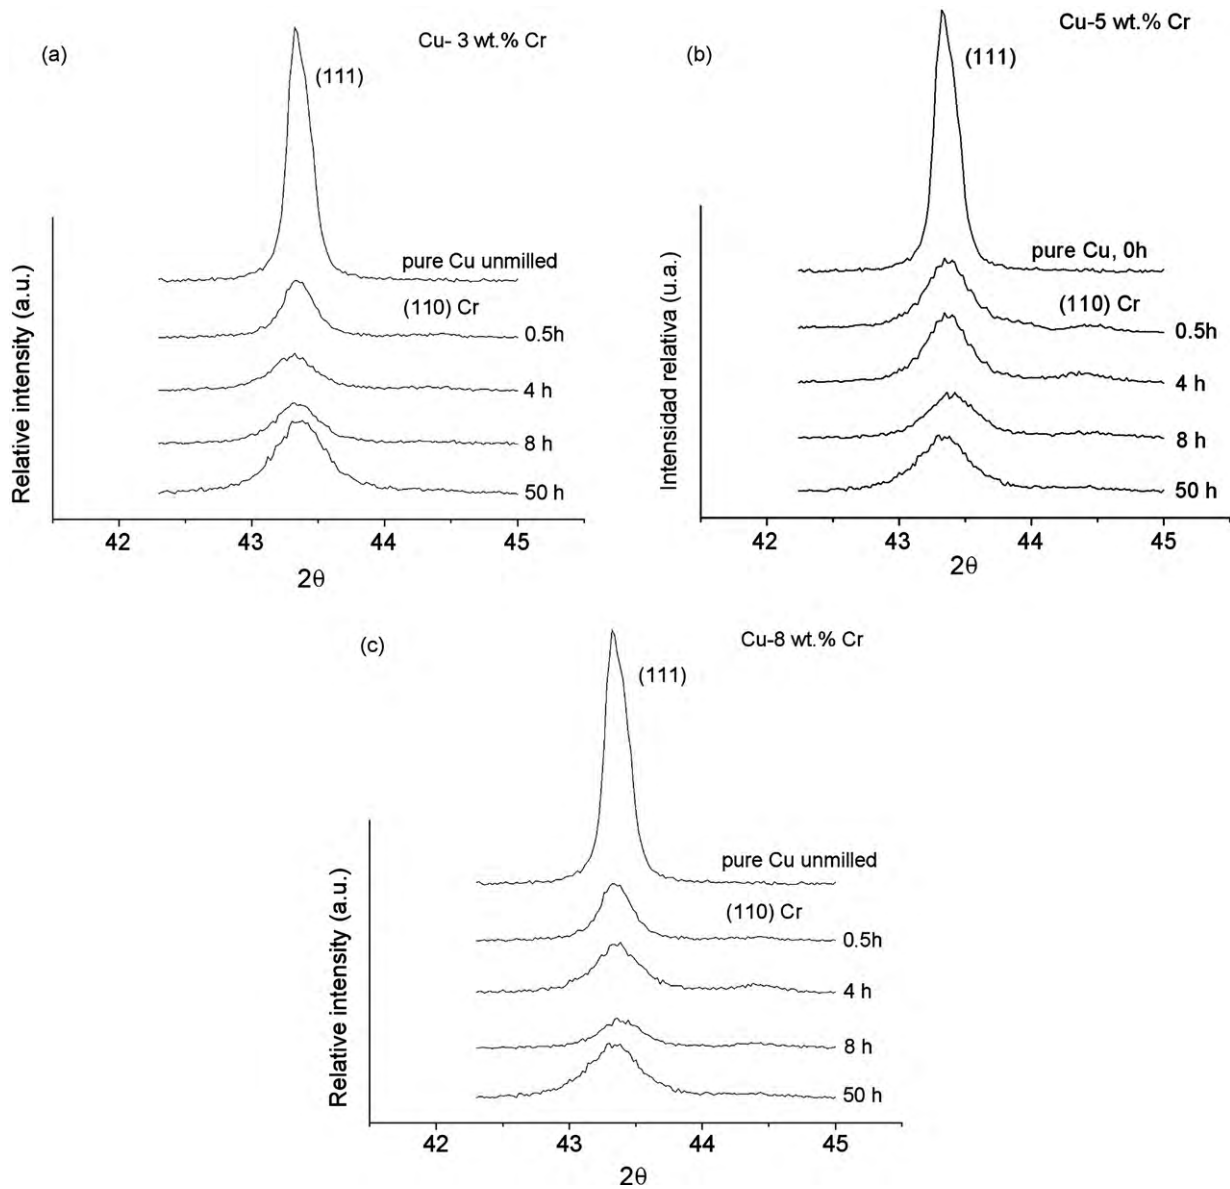 (a)
Cu- 3 wt.% Cr
(111)
pure Cu unmilled
(110) Cr
0.5h
4 h
8 h
50 h
Relative intensity (a.u.)
42 43 44 45
2θ
(b)
Cu-5 wt.% Cr
(111)
pure Cu, 0h
(110) Cr
0.5h
4 h
8 h
50 h
Intensidad relativa (u.a.)
42 43 44 45
2θ
(c)
Cu-8 wt.% Cr
(111)
pure Cu unmilled
(110) Cr
0.5h
4 h
8 h
50 h
Relative intensity (a.u.)
42 43 44 45
2θ